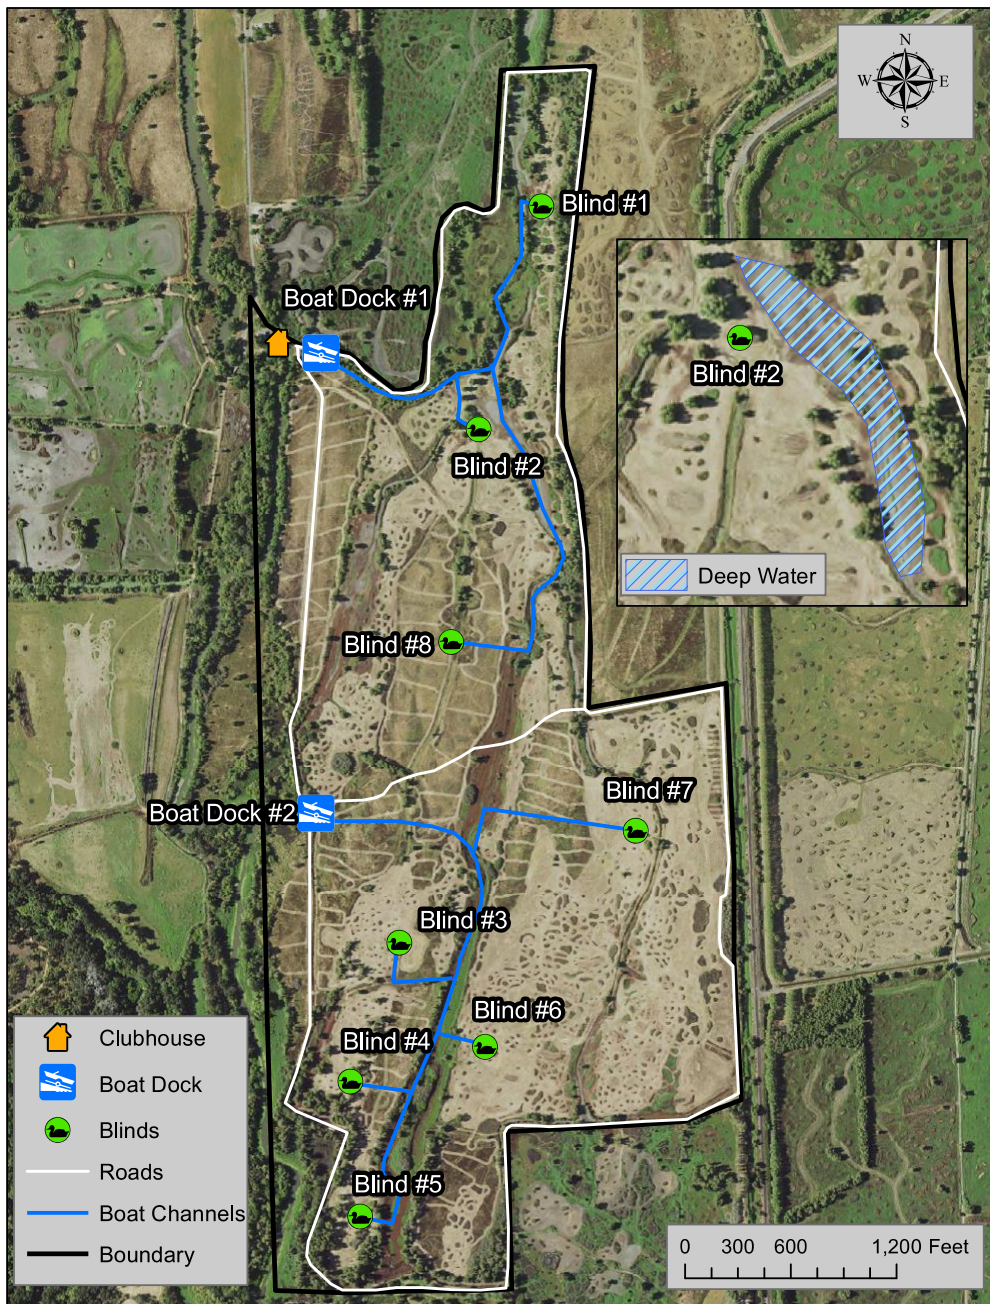 N
W E
S
Blind #1
Boat Dock #1
Blind #2
Blind #2
Deep Water
Blind #8
Blind #7
Boat Dock #2
Blind #3
Blind #6
Blind #4
Blind #5
Clubhouse
Boat Dock
Blinds
Roads
Boat Channels
Boundary
0 300 600 1,200 Feet